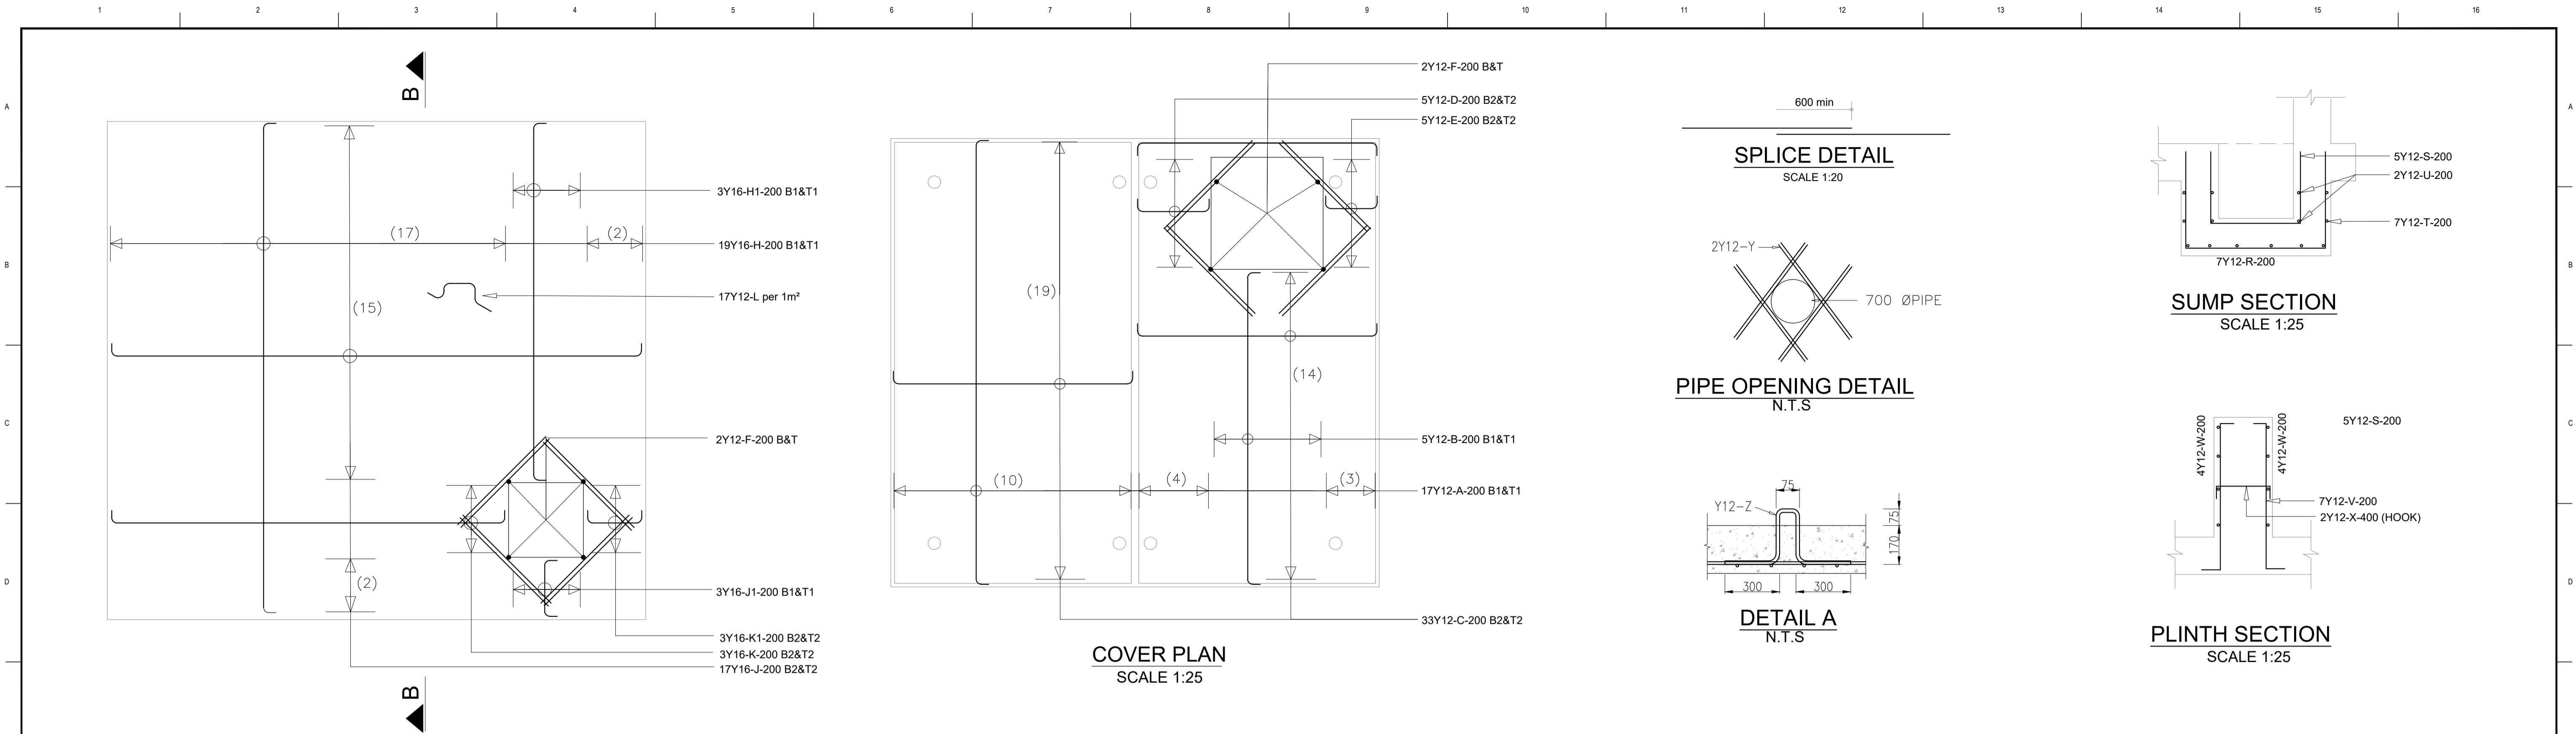 1 2 3 4 5 6 7 8 9 10 11 12 13 14 15 16
A
B
C
D
B
3Y16-H1-200 B1&T1
(17)
(2)
19Y16-H-200 B1&T1
17Y12-L per 1m²
(15)
2Y12-F-200 B&T
(2)
3Y16-J1-200 B1&T1
3Y16-K1-200 B2&T2
3Y16-K-200 B2&T2
17Y16-J-200 B2&T2
B
2Y12-F-200 B&T
5Y12-D-200 B2&T2
5Y12-E-200 B2&T2
(19)
(14)
5Y12-B-200 B1&T1
(10)
(4)
(3)
17Y12-A-200 B1&T1
33Y12-C-200 B2&T2
COVER PLAN
SCALE 1:25
600 min
SPLICE DETAIL
SCALE 1:20
2Y12-Y
700 ØPIPE
PIPE OPENING DETAIL
N.T.S
75
Y12-Z
75
170
300
300
DETAIL A
N.T.S
5Y12-S-200
2Y12-U-200
7Y12-T-200
7Y12-R-200
SUMP SECTION
SCALE 1:25
4Y12-W-200
4Y12-W-200
5Y12-S-200
7Y12-V-200
2Y12-X-400 (HOOK)
PLINTH SECTION
SCALE 1:25
A
B
C
D